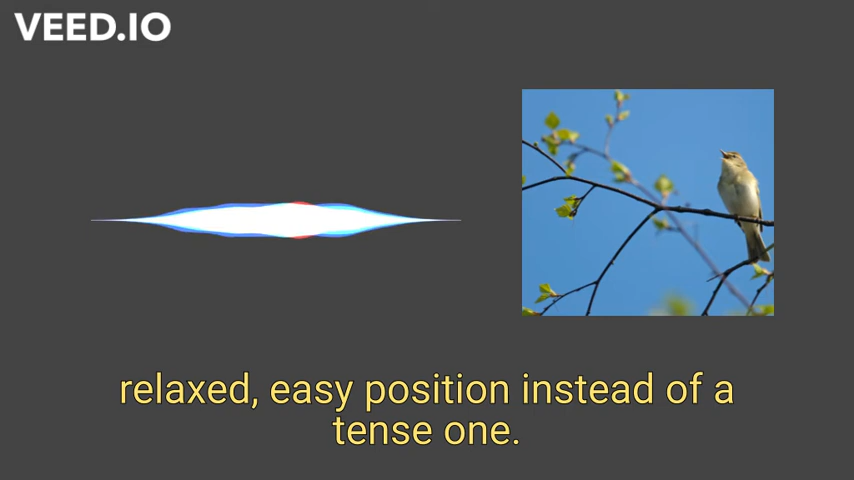 VEED.IO
relaxed, easy position instead of a
tense one.